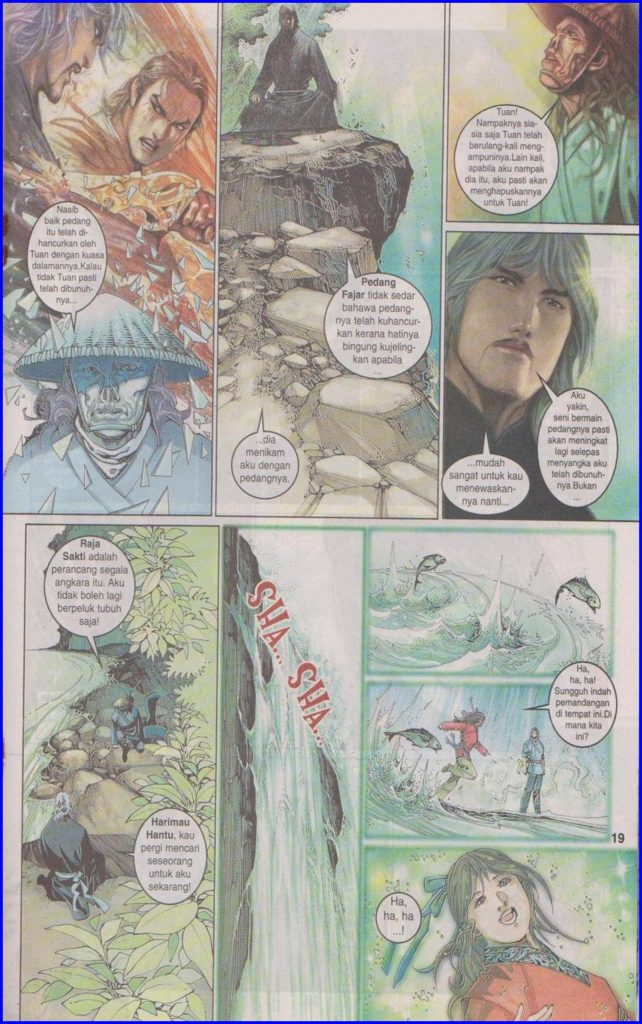 Nasib
baik pedang
itu telah di-
hancurkan oleh
Tuan dengan kuasa
dalamannya.Kalau
tidak Tuan pasti
telah dibunuh-
nya...
Pedang
Fajar tidak sedar
bahawa pedang-
nya telah kuhancur-
kan kerana hatinya
bingung kujeling-
kan apabila
...
...dia
menikam
aku dengan
pedangnya.
Tuan!
Nampaknya sia-
sia saja Tuan telah
berulang-kali meng-
ampuninya.Lain kali,
apabila aku nampak
dia itu, aku pasti akan
menghapuskannya
untuk Tuan!
Aku
yakin,
seni bermain
pedangnya pasti
akan meningkat
lagi selepas
menyangka aku
telah dibunuh-
nya.Bukan
...
...mudah
sangat untuk kau
menewaskan-
nya nanti...
Raja
Sakti adalah
perancang segala
angkara itu. Aku
tidak boleh lagi
berpeluk tubuh
saja!
Harimau
Hantu, kau
pergi mencari
seseorang
untuk aku
sekarang!
SHA... SHA...
Ha,
ha, ha!
Sungguh indah
pemandangan
di tempat ini.Di
mana kita
ini?
19
Ha,
ha, ha
...!